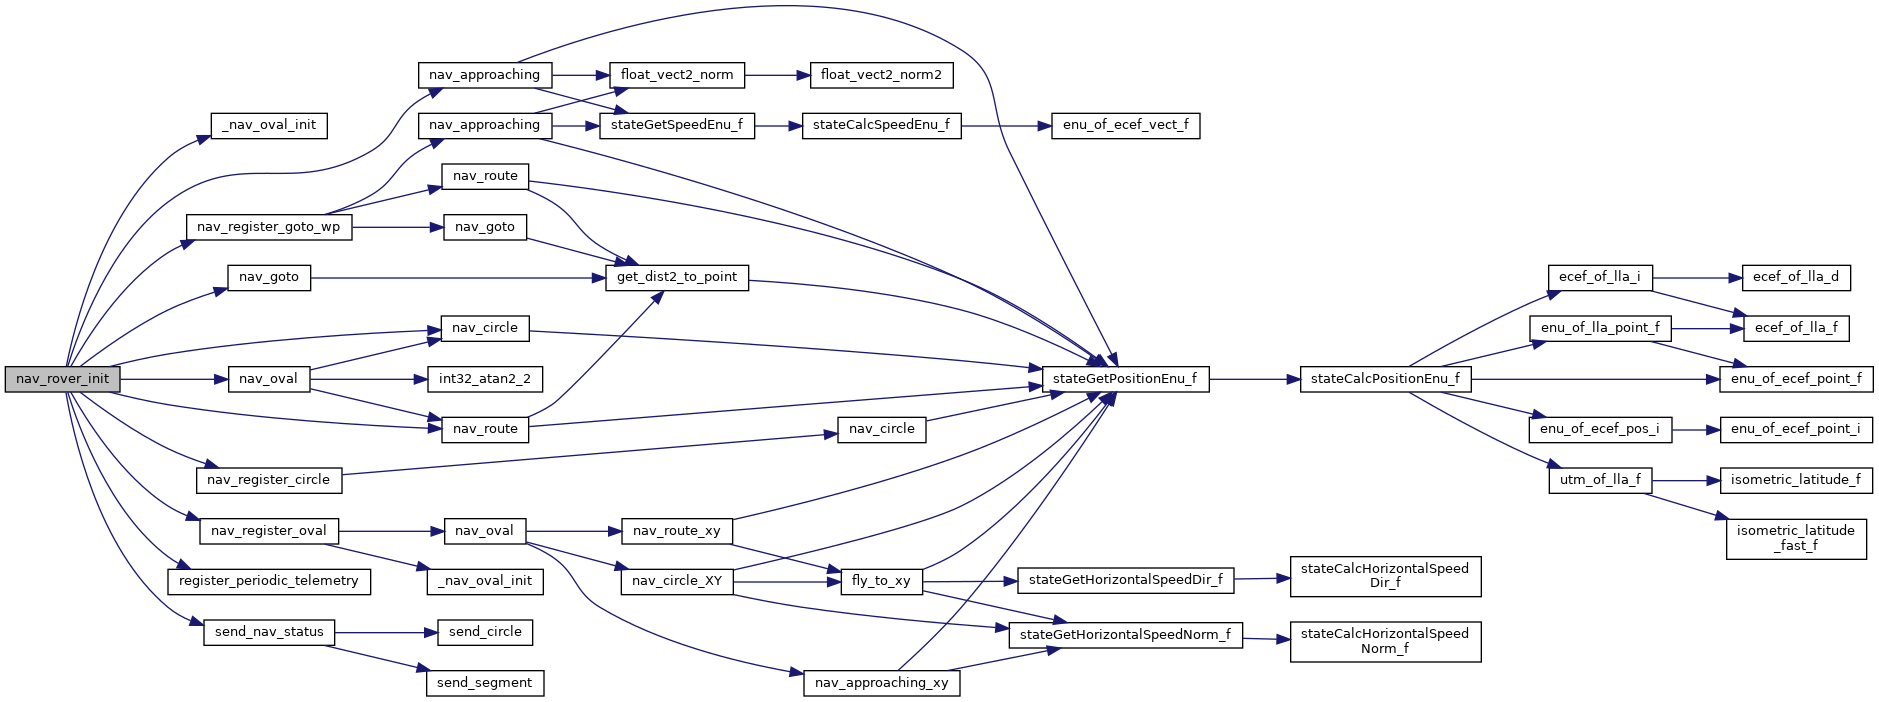 nav_rover_init
_nav_oval_init
nav_register_goto_wp
nav_goto
nav_oval
nav_register_circle
nav_register_oval
register_periodic_telemetry
send_nav_status
nav_approaching
nav_approaching
nav_route
nav_goto
nav_circle
int32_atan2_2
nav_route
nav_oval
_nav_oval_init
send_circle
send_segment
float_vect2_norm
stateGetSpeedEnu_f
get_dist2_to_point
nav_route_xy
nav_circle_XY
float_vect2_norm2
stateCalcSpeedEnu_f
nav_circle
fly_to_xy
nav_approaching_xy
enu_of_ecef_vect_f
stateGetPositionEnu_f
stateGetHorizontalSpeedDir_f
stateGetHorizontalSpeedNorm_f
stateCalcPositionEnu_f
stateCalcHorizontalSpeed
Dir_f
stateCalcHorizontalSpeed
Norm_f
ecef_of_lla_i
enu_of_lla_point_f
enu_of_ecef_pos_i
utm_of_lla_f
ecef_of_lla_d
ecef_of_lla_f
enu_of_ecef_point_f
enu_of_ecef_point_i
isometric_latitude_f
isometric_latitude
_fast_f